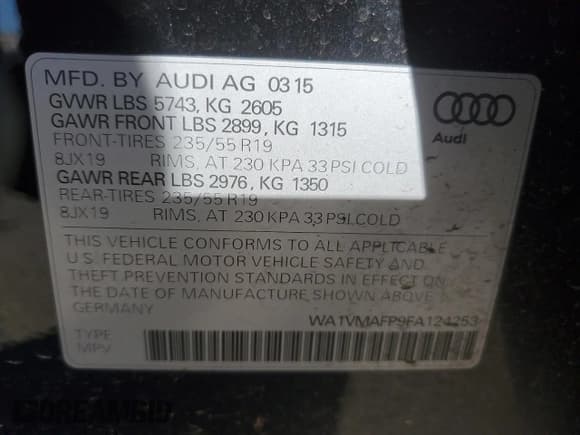 MFD. BY AUDI AG 0315
GVWR LBS 5743, KG 2605
GAWR FRONT LBS 2899, KG 1315
FRONT-TIRES 235/55 R19
8JX19 RIMS, AT 230 KPA 33 PSI COLD
GAWR REAR LBS 2976, KG 1350
REAR-TIRES 235/55 R19
8JX19 RIMS, AT 230 KPA 33 PSI COLD
Audi
THIS VEHICLE CONFORMS TO ALL APPLICABLE
U.S. FEDERAL MOTOR VEHICLE SAFETY AND
THEFT PREVENTION STANDARDS IN EFFECT ON
THE DATE OF MANUFACTURE SHOWN ABOVE
GERMANY
WA1VMAFP9FA124253
TYPE
MPV
DREAMBID